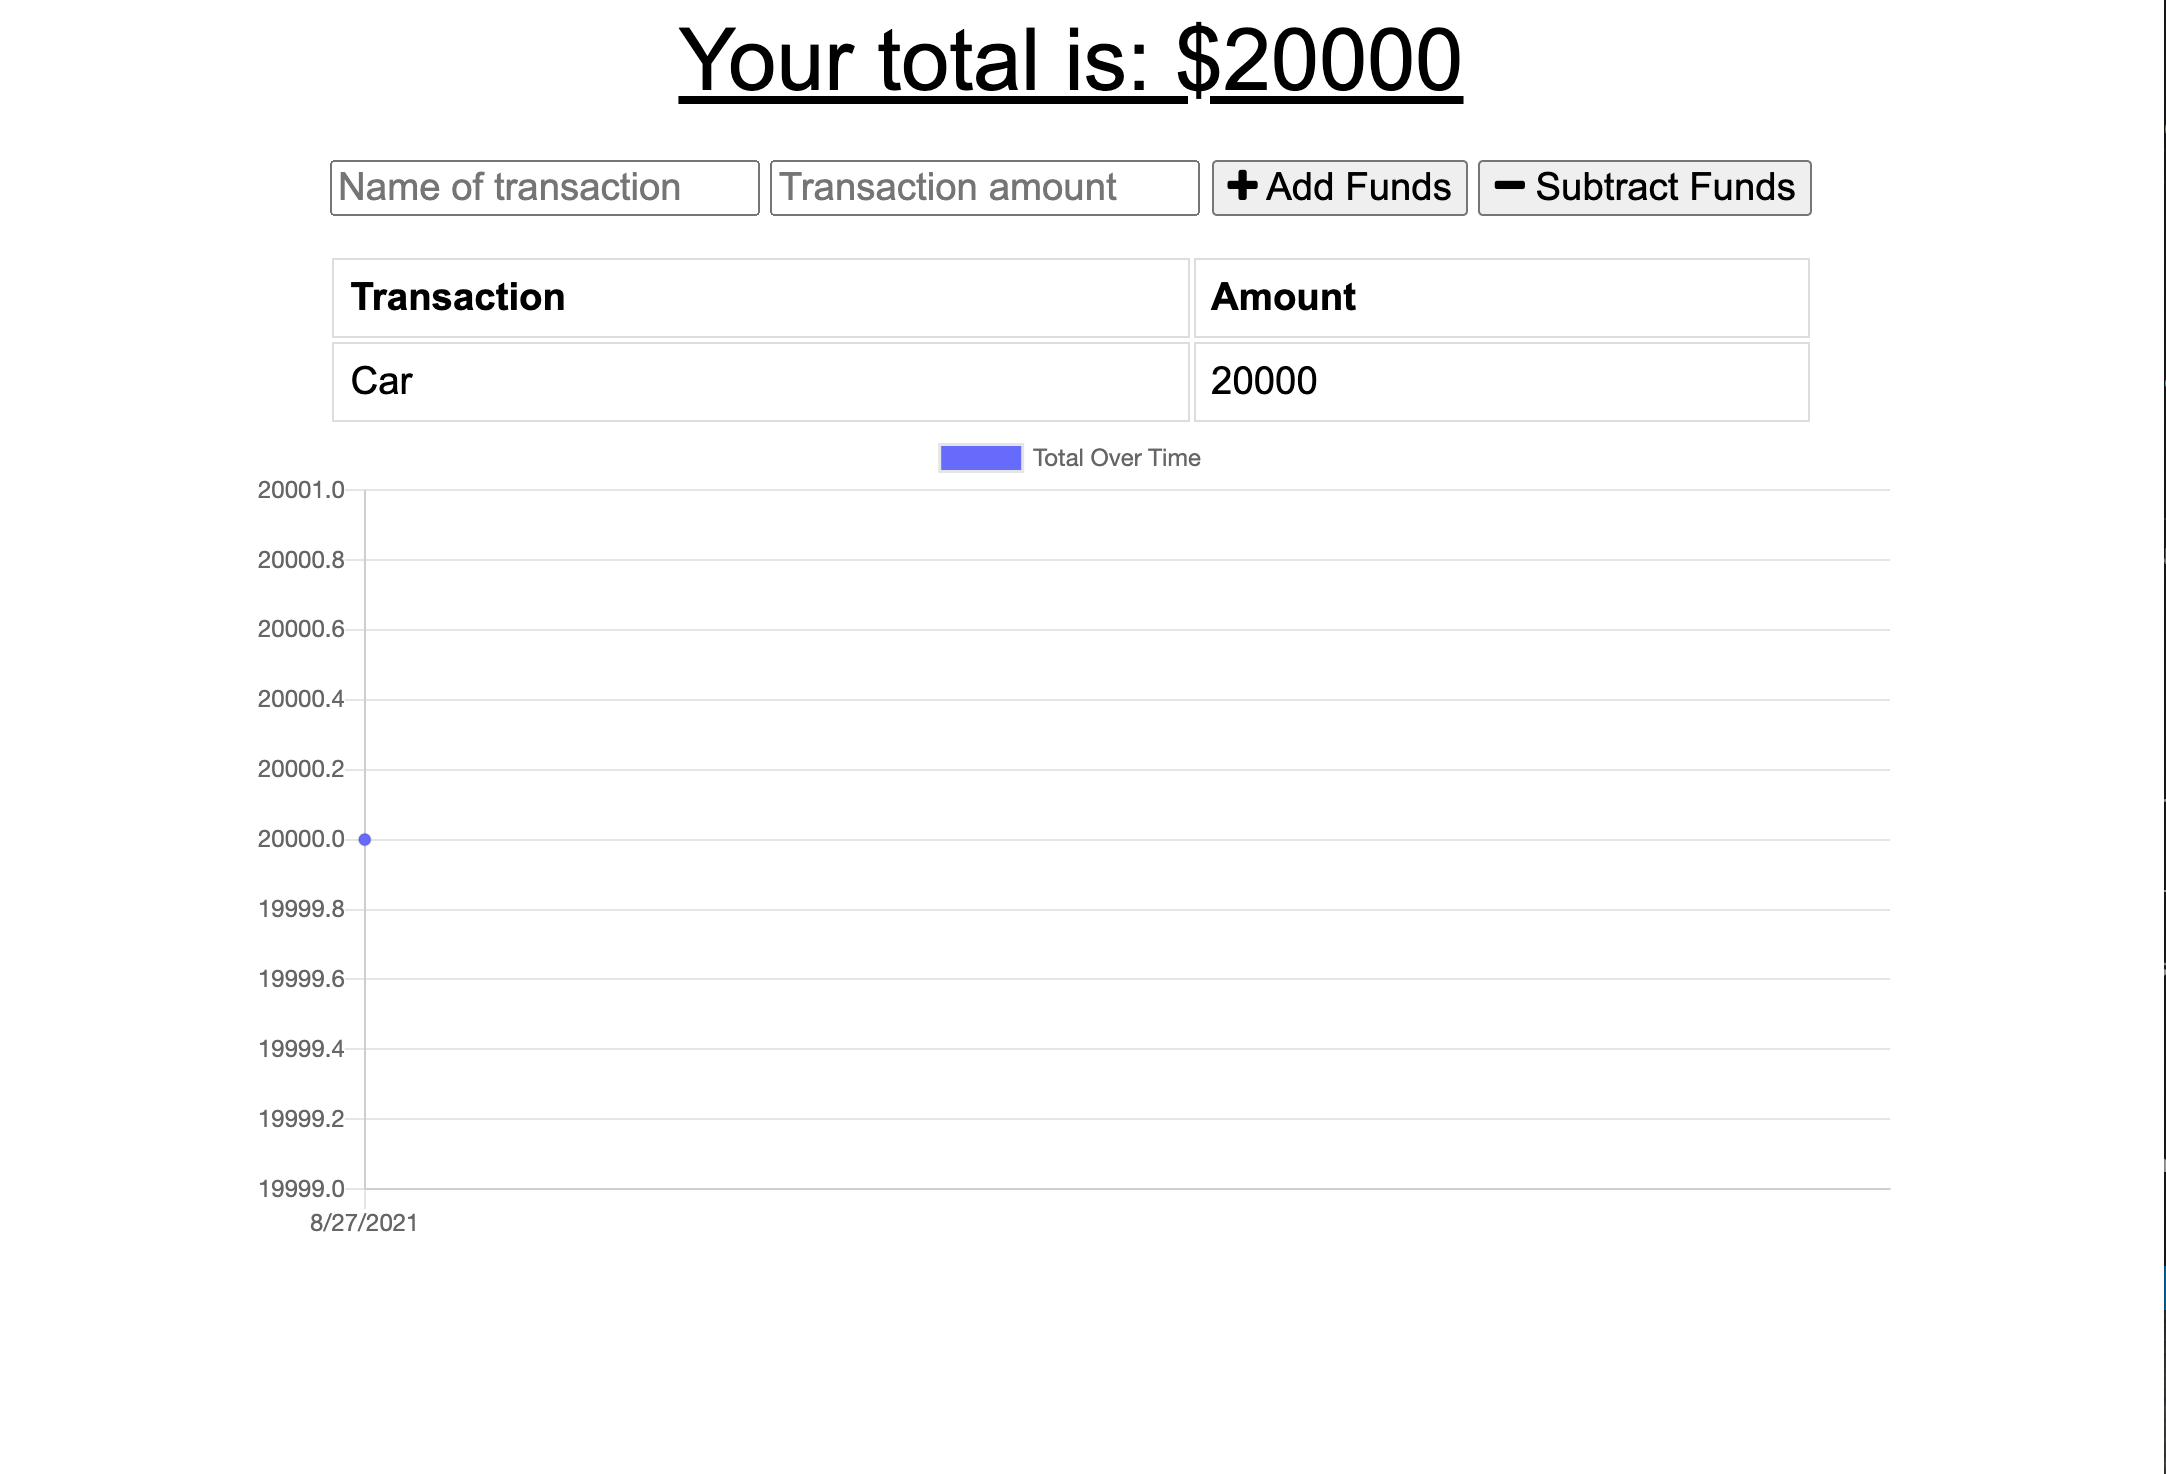 Your total is: $20000
Name of transaction Transaction amount Add Funds Subtract Funds
Transaction Amount
Car 20000
Total Over Time
20001.0
20000.8
20000.6
20000.4
20000.2
20000.0
19999.8
19999.6
19999.4
19999.2
19999.0
8/27/2021